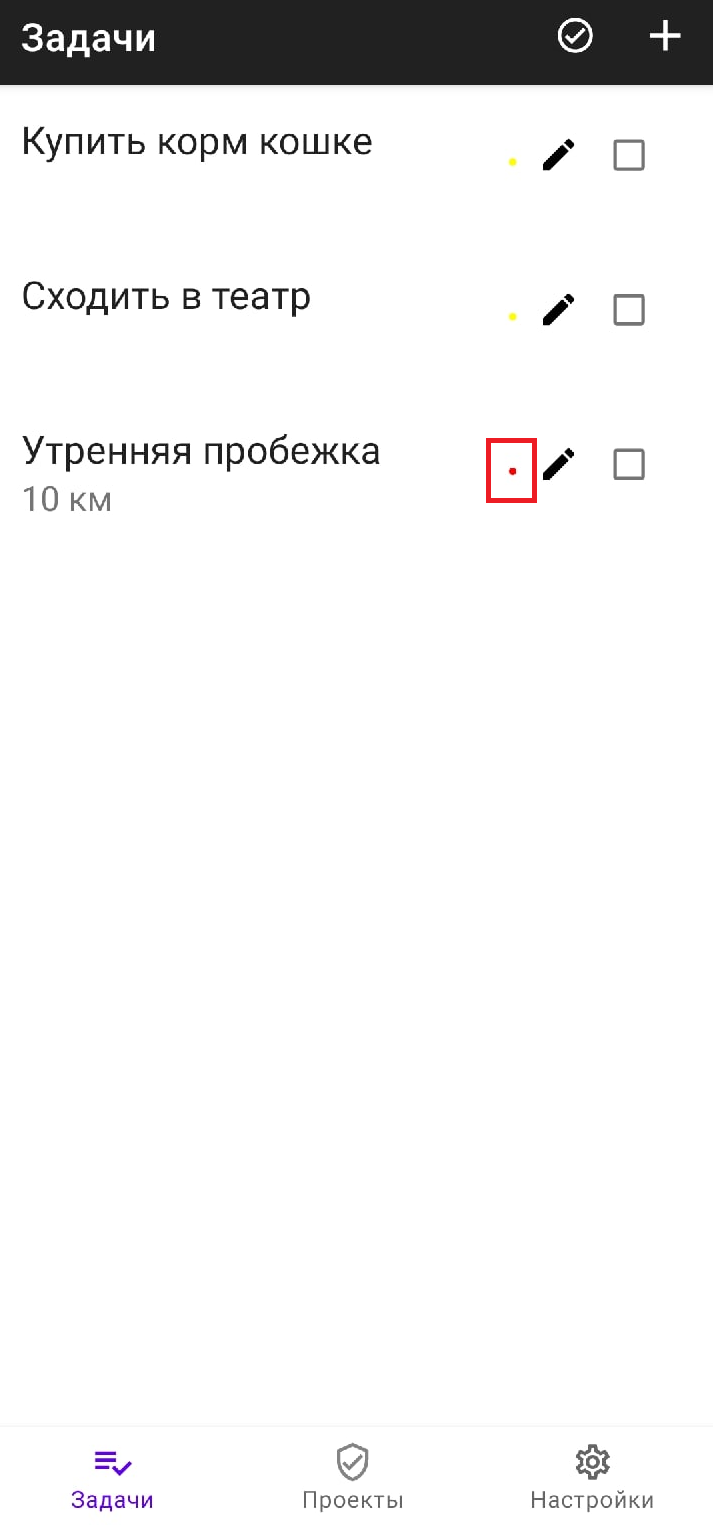 Задачи
Купить корм кошке
Сходить в театр
Утренняя пробежка
10 км
Задачи
Проекты
Настройки